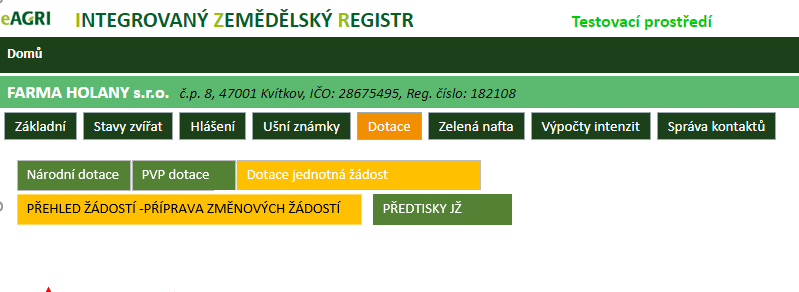 eAGRI INTEGROVANÝ ZEMĚDĚLSKÝ REGISTR Testovací prostředí
Domů
FARMA HOLANY s.r.o. č.p. 8, 47001 Kvítkov, IČO: 28675495, Reg. číslo: 182108
Základní Stavy zvířat Hlášení Ušní známky Dotace Zelená nafta Výpočty intenzit Správa kontaktů
Národní dotace PVP dotace Dotace jednotná žádost
PŘEHLED ŽÁDOSTÍ -PŘÍPRAVA ZMĚNOVÝCH ŽÁDOSTÍ PŘEDTISKY JŽ